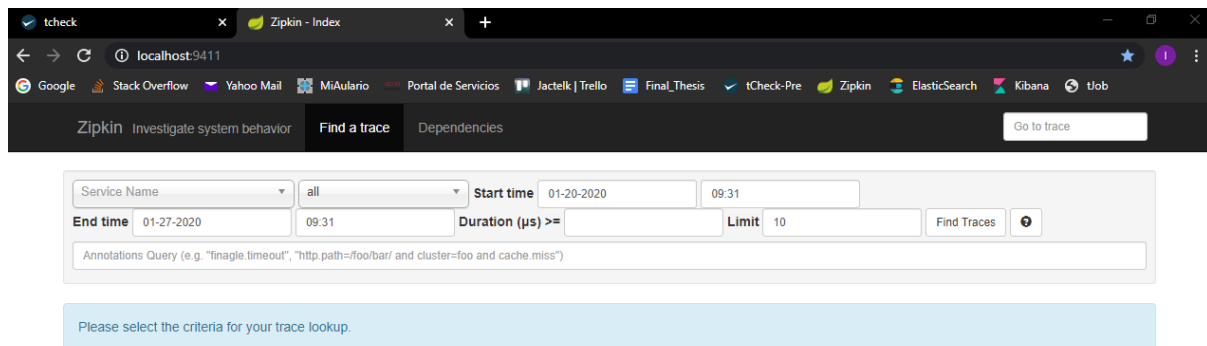 tcheck
Zipkin - Index
localhost:9411
Google Stack Overflow Yahoo Mail MiAulario Portal de Servicios Jactelk | Trello Final_Thesis tCheck-Pre Zipkin ElasticSearch Kibana tJob
Zipkin Investigate system behavior Find a trace Dependencies Go to trace
Service Name all Start time 01-20-2020 09:31
End time 01-27-2020 09:31 Duration (μs) >= Limit 10 Find Traces
Annotations Query (e.g. "finagle.timeout", "http.path=/foo/bar/ and cluster=foo and cache.miss")
Please select the criteria for your trace lookup.